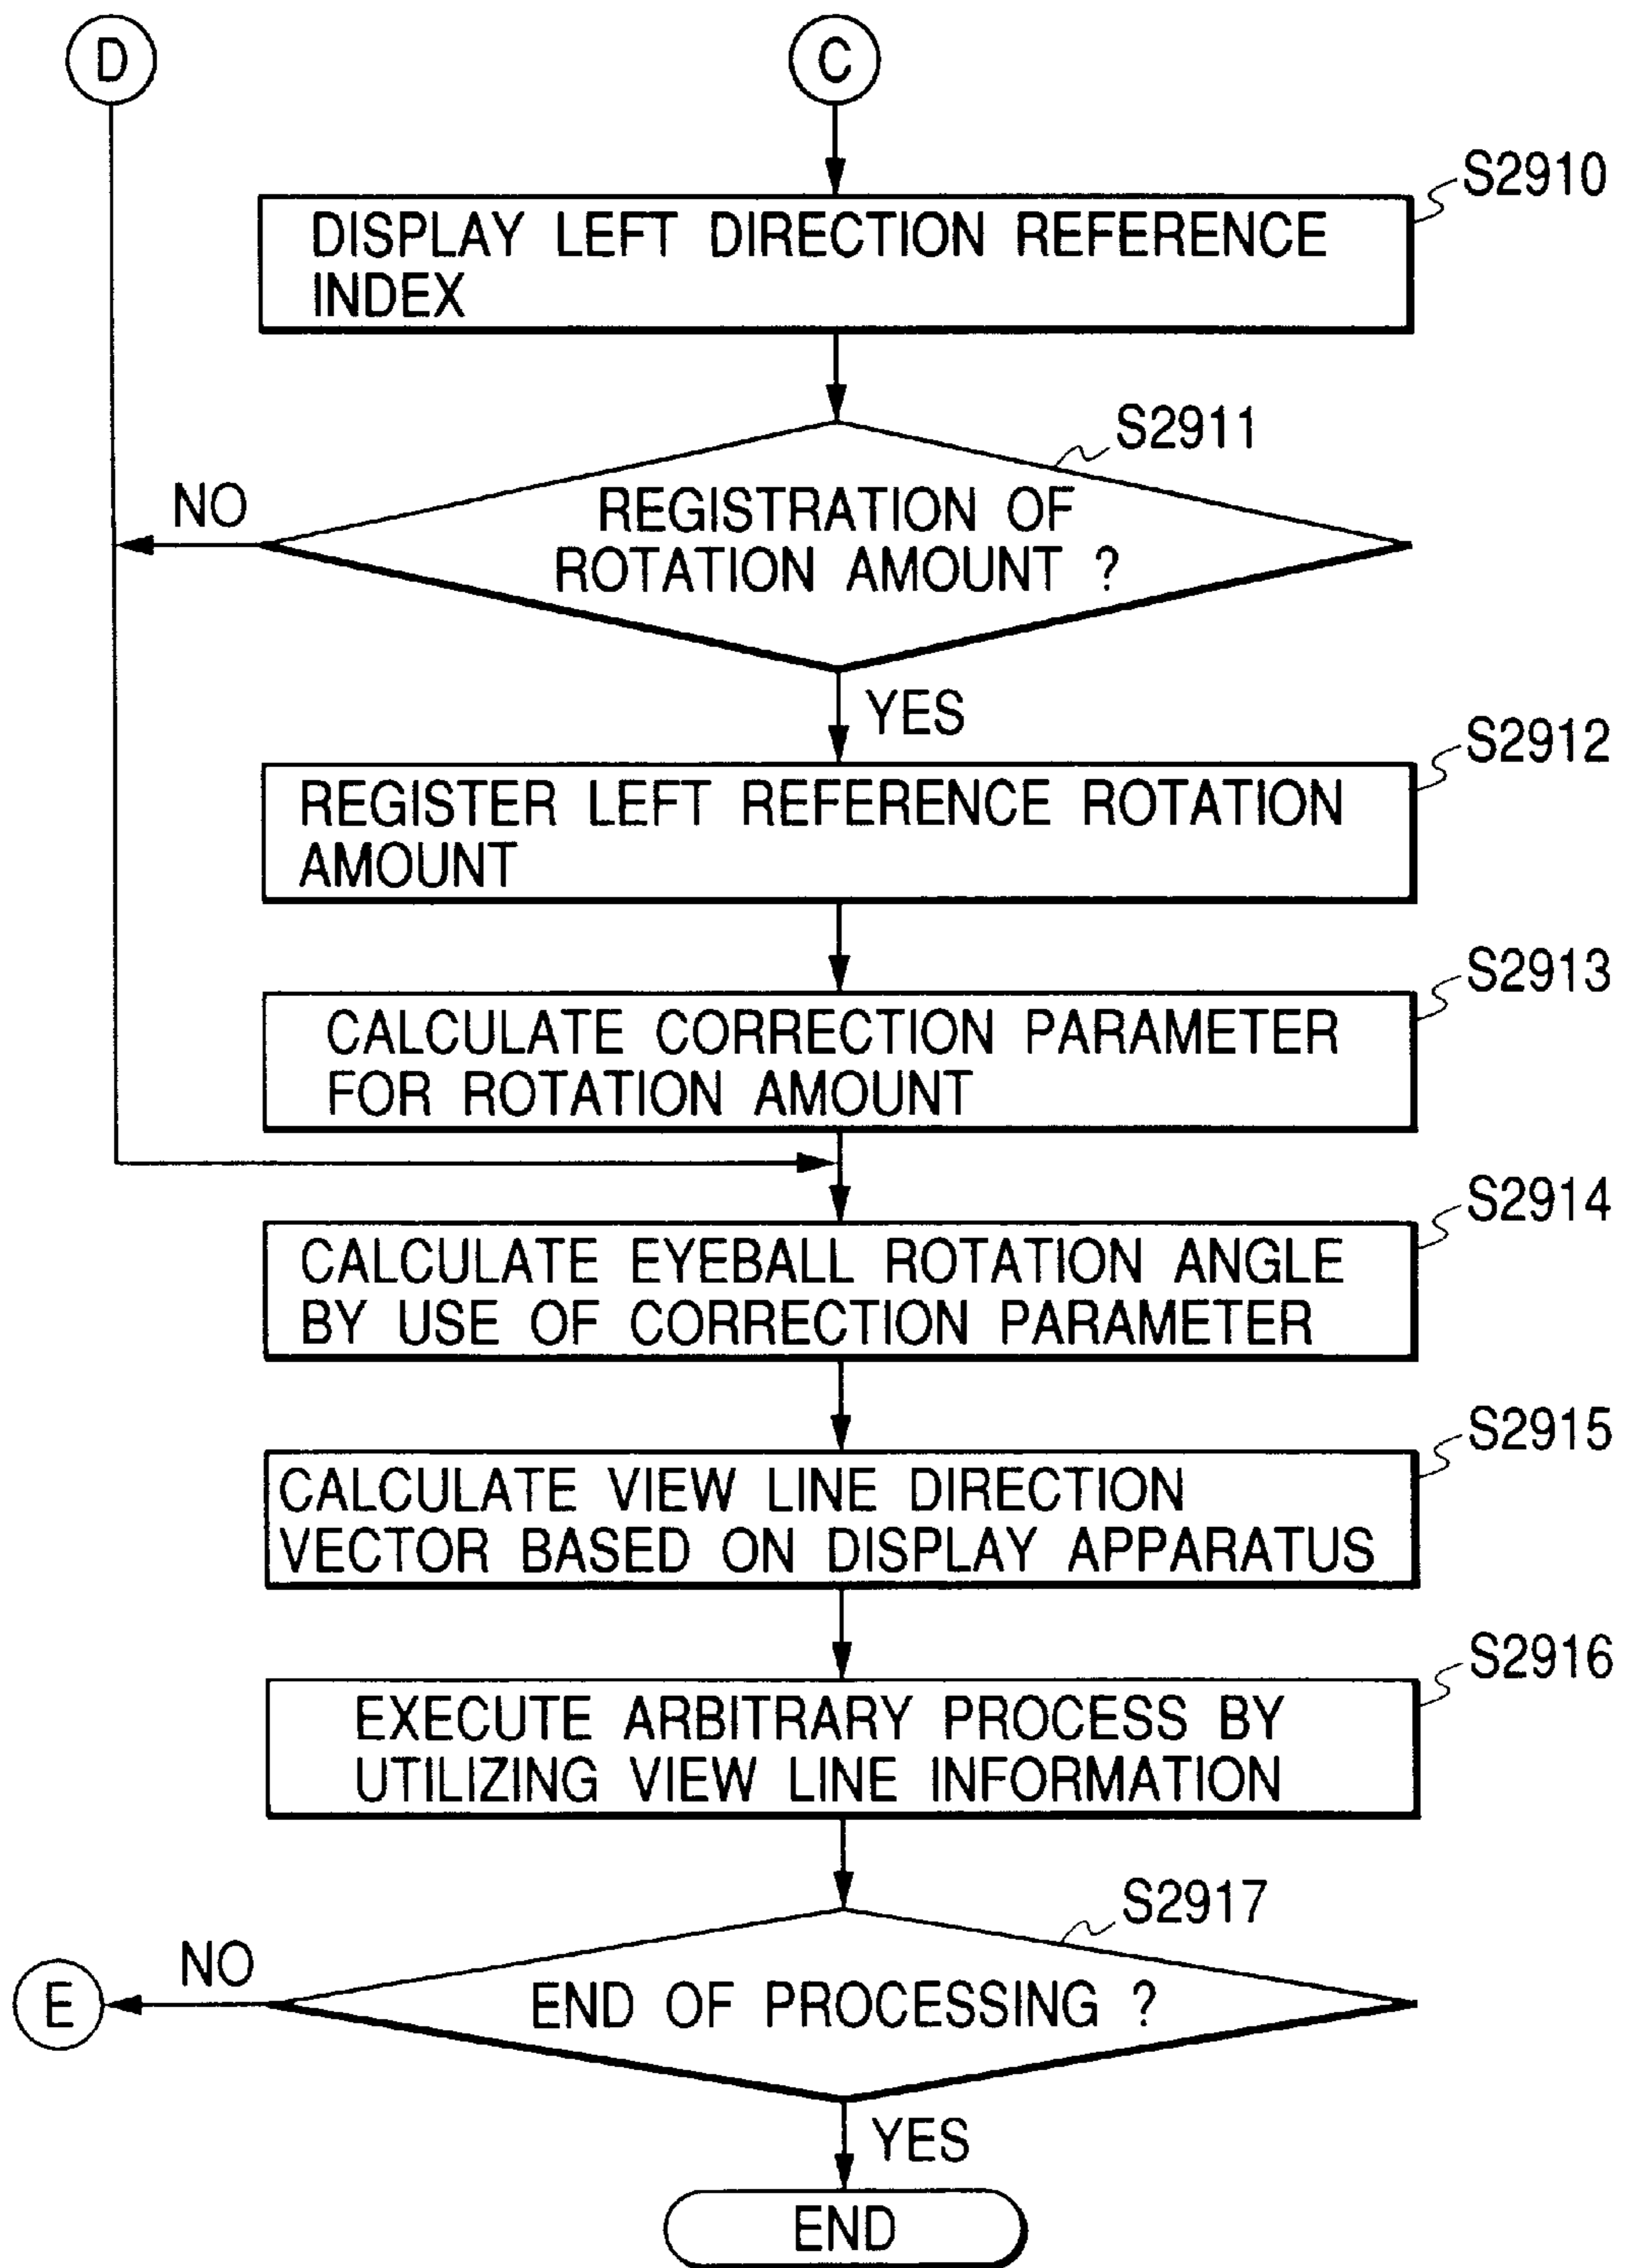 D
C
S2910
DISPLAY LEFT DIRECTION REFERENCE
INDEX
S2911
NO
REGISTRATION OF
ROTATION AMOUNT ?
YES
S2912
REGISTER LEFT REFERENCE ROTATION
AMOUNT
S2913
CALCULATE CORRECTION PARAMETER
FOR ROTATION AMOUNT
S2914
CALCULATE EYEBALL ROTATION ANGLE
BY USE OF CORRECTION PARAMETER
S2915
CALCULATE VIEW LINE DIRECTION
VECTOR BASED ON DISPLAY APPARATUS
S2916
EXECUTE ARBITRARY PROCESS BY
UTILIZING VIEW LINE INFORMATION
S2917
NO
E
END OF PROCESSING ?
YES
END